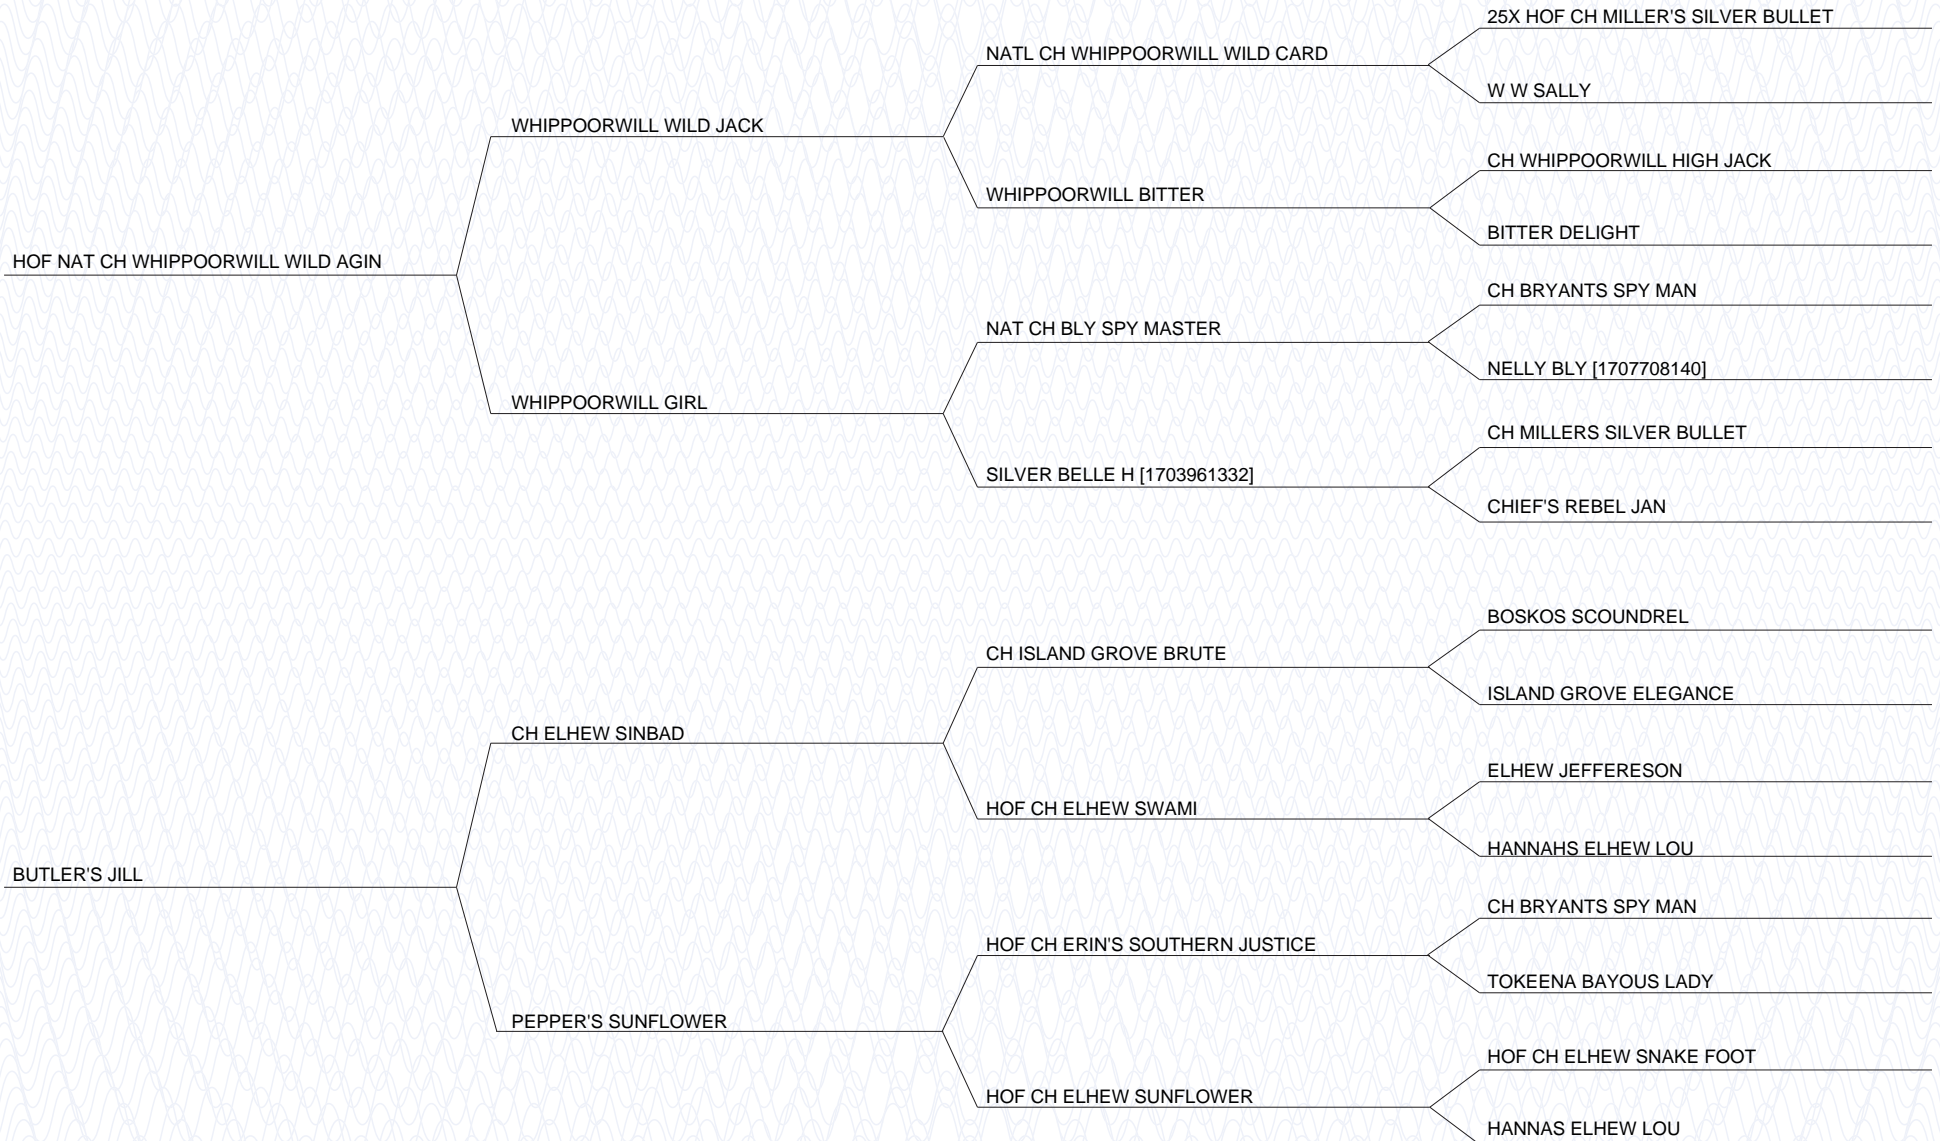 25X HOF CH MILLER'S SILVER BULLET
NATL CH WHIPPOORWILL WILD CARD
W W SALLY
WHIPPOORWILL WILD JACK
CH WHIPPOORWILL HIGH JACK
WHIPPOORWILL BITTER
BITTER DELIGHT
HOF NAT CH WHIPPOORWILL WILD AGIN
CH BRYANTS SPY MAN
NAT CH BLY SPY MASTER
NELLY BLY [1707708140]
WHIPPOORWILL GIRL
CH MILLERS SILVER BULLET
SILVER BELLE H [1703961332]
CHIEF'S REBEL JAN
BOSKOS SCOUNDREL
CH ISLAND GROVE BRUTE
ISLAND GROVE ELEGANCE
CH ELHEW SINBAD
ELHEW JEFFERESON
HOF CH ELHEW SWAMI
HANNAHS ELHEW LOU
BUTLER'S JILL
CH BRYANTS SPY MAN
HOF CH ERIN'S SOUTHERN JUSTICE
TOKEENA BAYOUS LADY
PEPPER'S SUNFLOWER
HOF CH ELHEW SNAKE FOOT
HOF CH ELHEW SUNFLOWER
HANNAS ELHEW LOU